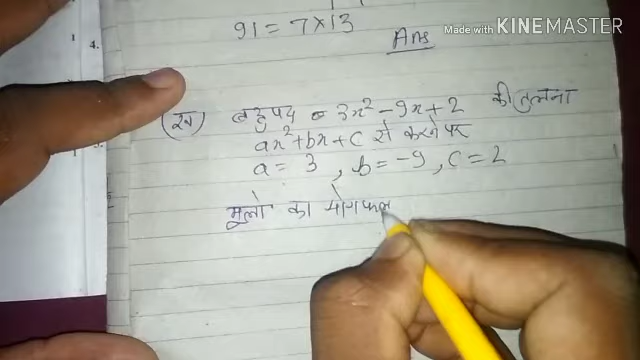 4.
91 = 7×13
Ans
Made with KINEMASTER
(ख) बहुपद 3x² - 9x + 2 की तुलना
ax² + bx + c से करने पर
a = 3, b = -9, c = 2
मूलो का योगफल